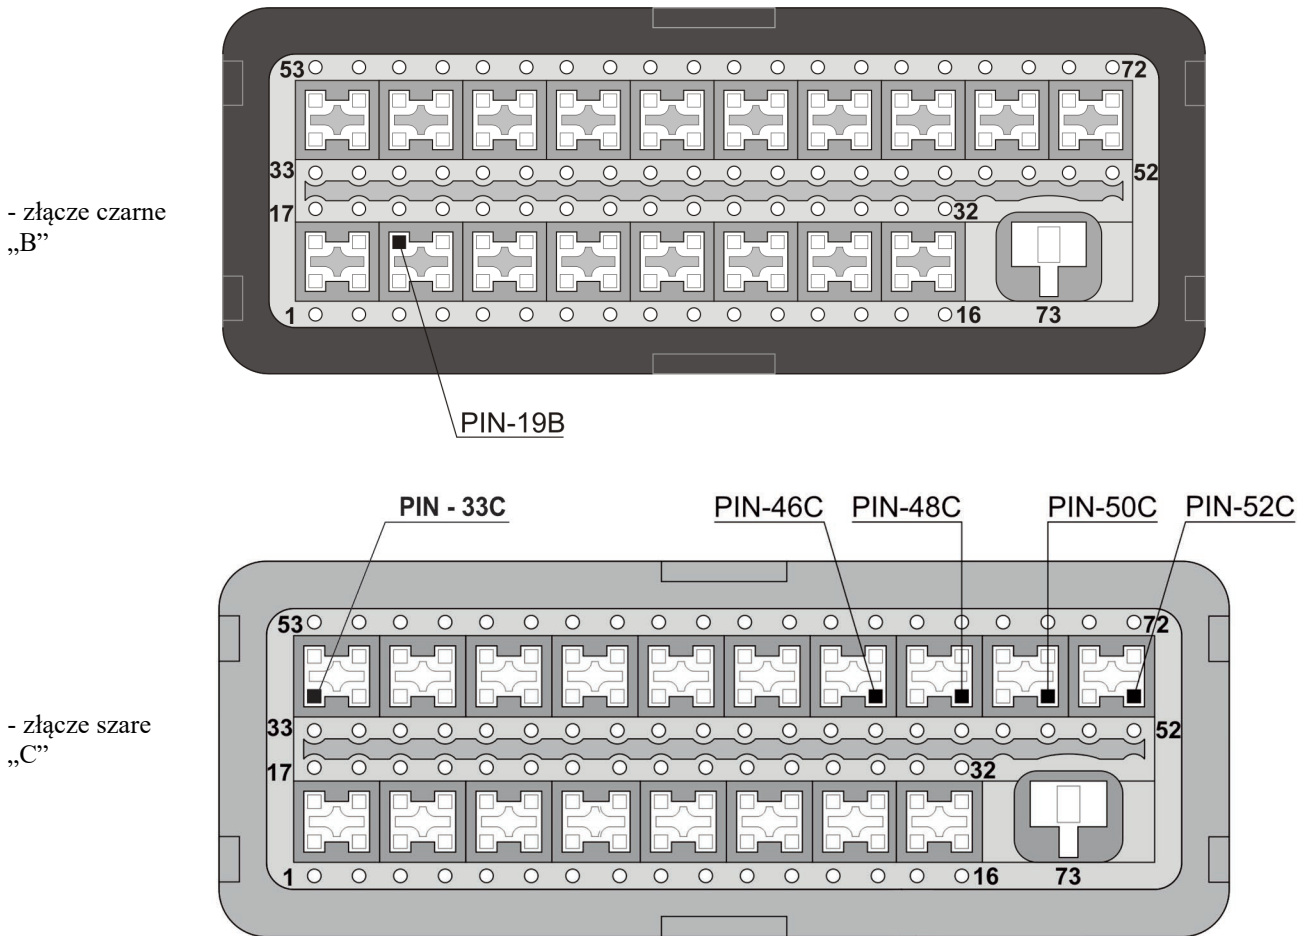 53
72
33
52
- złącze czarne
„B”
17
32
1
16
73
PIN-19B
PIN - 33C
PIN-46C
PIN-48C
PIN-50C
PIN-52C
53
72
- złącze szare
„C”
33
52
17
32
1
16
73